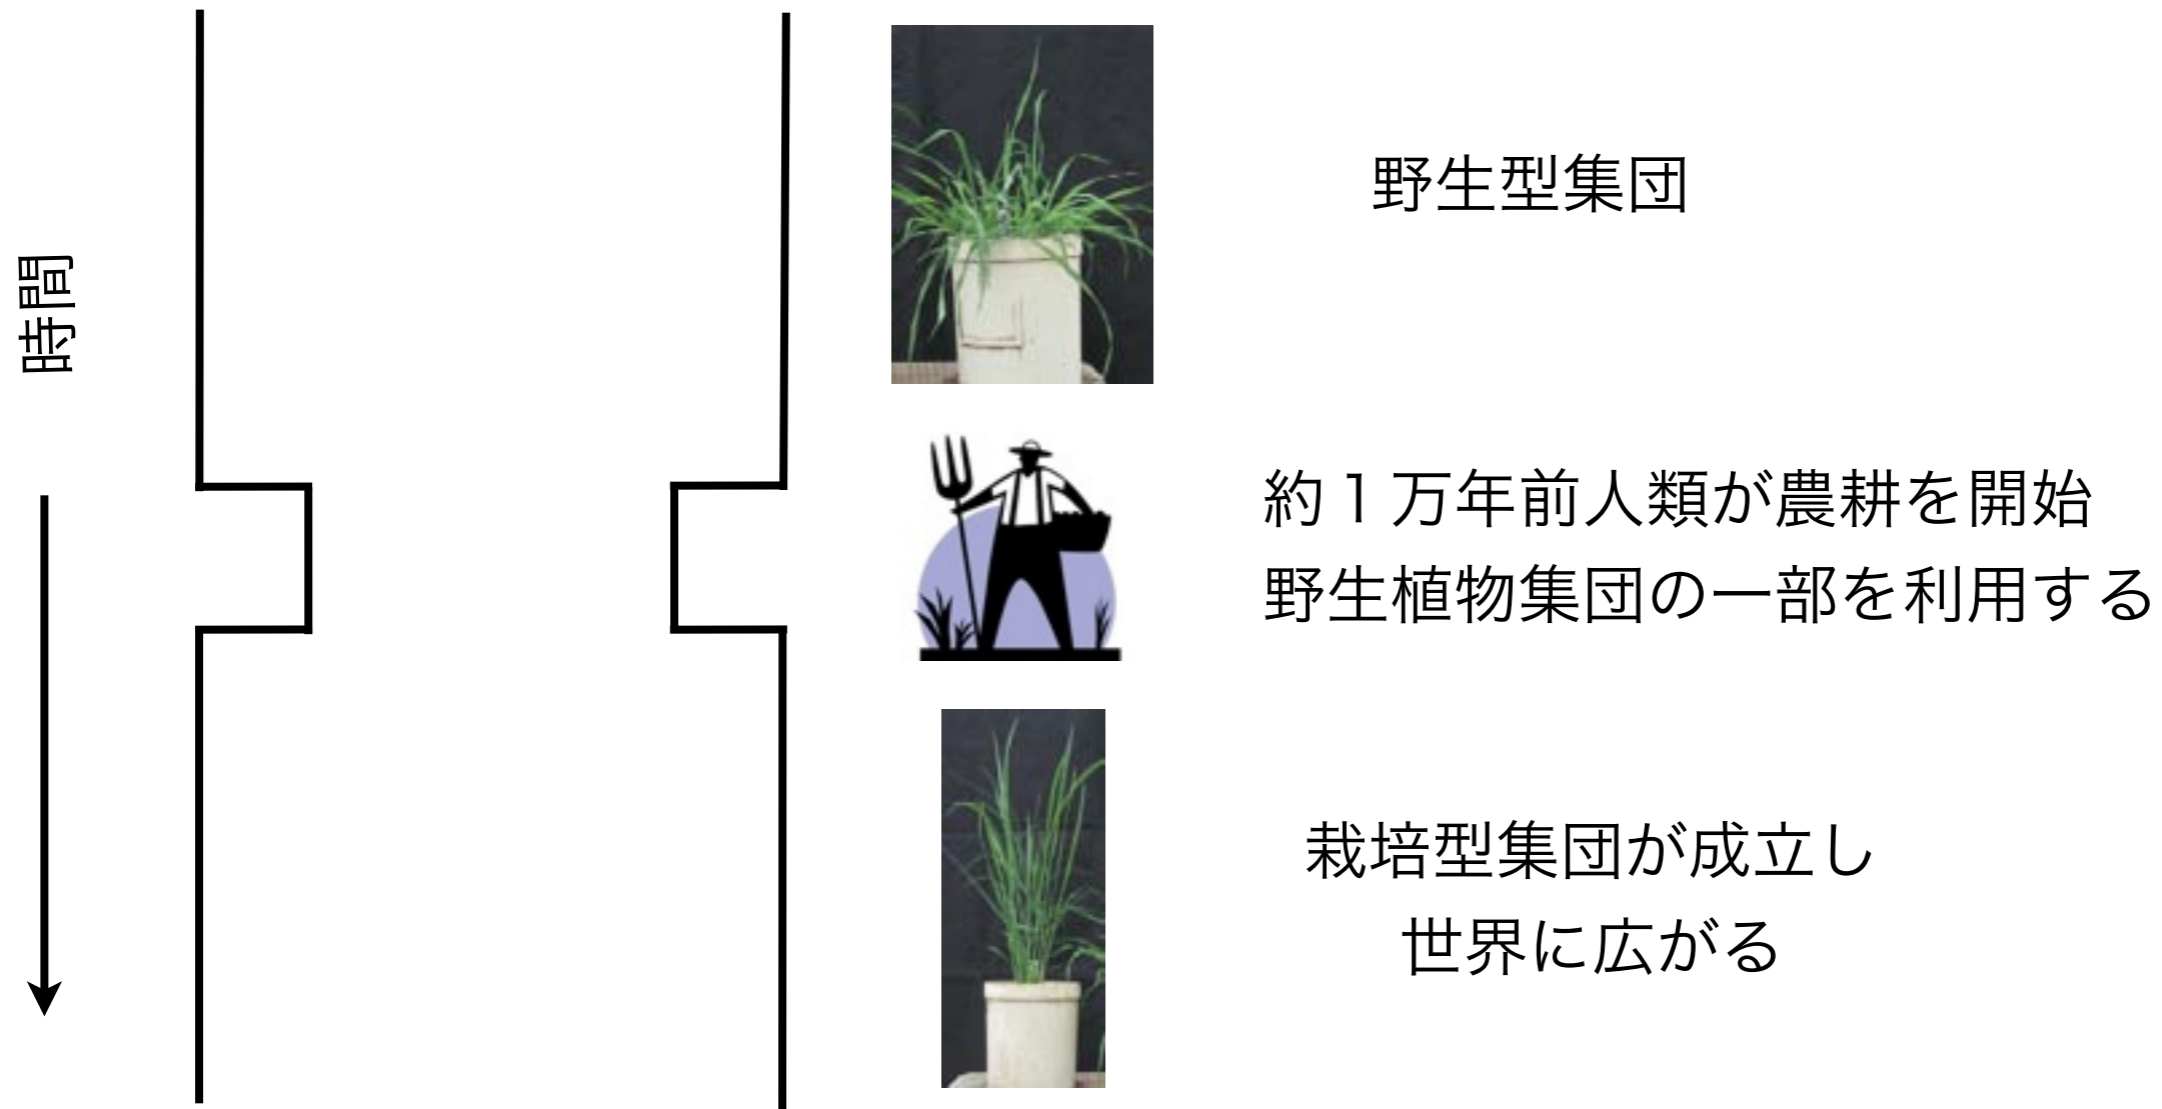 時間
野生型集団
約１万年前人類が農耕を開始
野生植物集団の一部を利用する
栽培型集団が成立し
世界に広がる